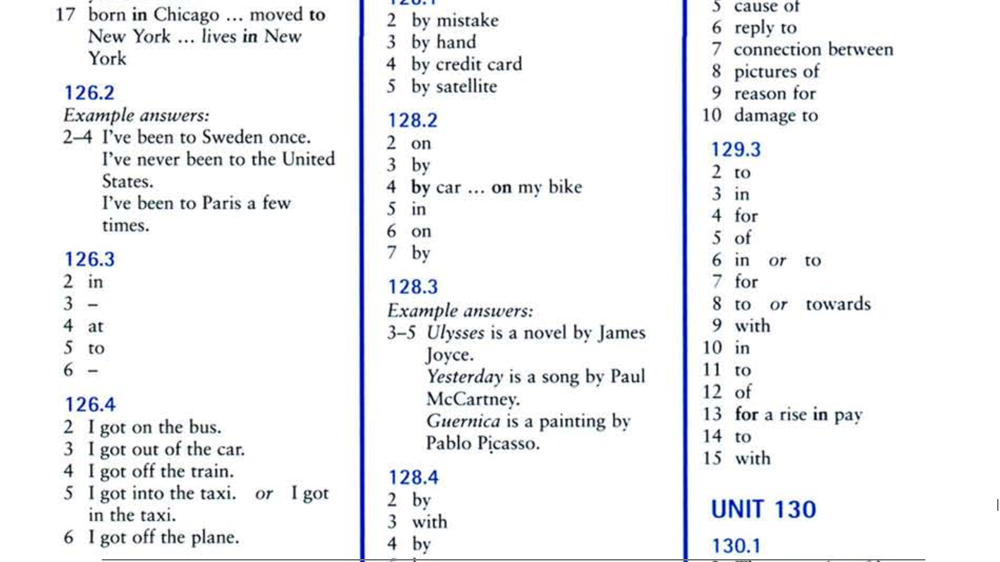 17 born in Chicago ... moved to
New York ... lives in New
York
126.2
Example answers:
2–4 I've been to Sweden once.
I've never been to the United
States.
I've been to Paris a few
times.
126.3
2 in
3 –
4 at
5 to
6 –
126.4
2 I got on the bus.
3 I got out of the car.
4 I got off the train.
5 I got into the taxi. or I got
in the taxi.
6 I got off the plane.
2 by mistake
3 by hand
4 by credit card
5 by satellite
128.2
2 on
3 by
4 by car ... on my bike
5 in
6 on
7 by
128.3
Example answers:
3–5 Ulysses is a novel by James
Joyce.
Yesterday is a song by Paul
McCartney.
Guernica is a painting by
Pablo Picasso.
128.4
2 by
3 with
4 by
5 cause of
6 reply to
7 connection between
8 pictures of
9 reason for
10 damage to
129.3
2 to
3 in
4 for
5 of
6 in or to
7 for
8 to or towards
9 with
10 in
11 to
12 of
13 for a rise in pay
14 to
15 with
UNIT 130
130.1